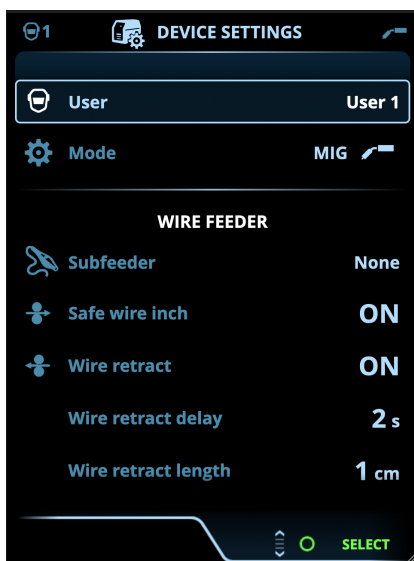 1 DEVICE SETTINGS
User User 1
Mode MIG
WIRE FEEDER
Subfeeder None
Safe wire inch ON
Wire retract ON
Wire retract delay 2 s
Wire retract length 1 cm
SELECT